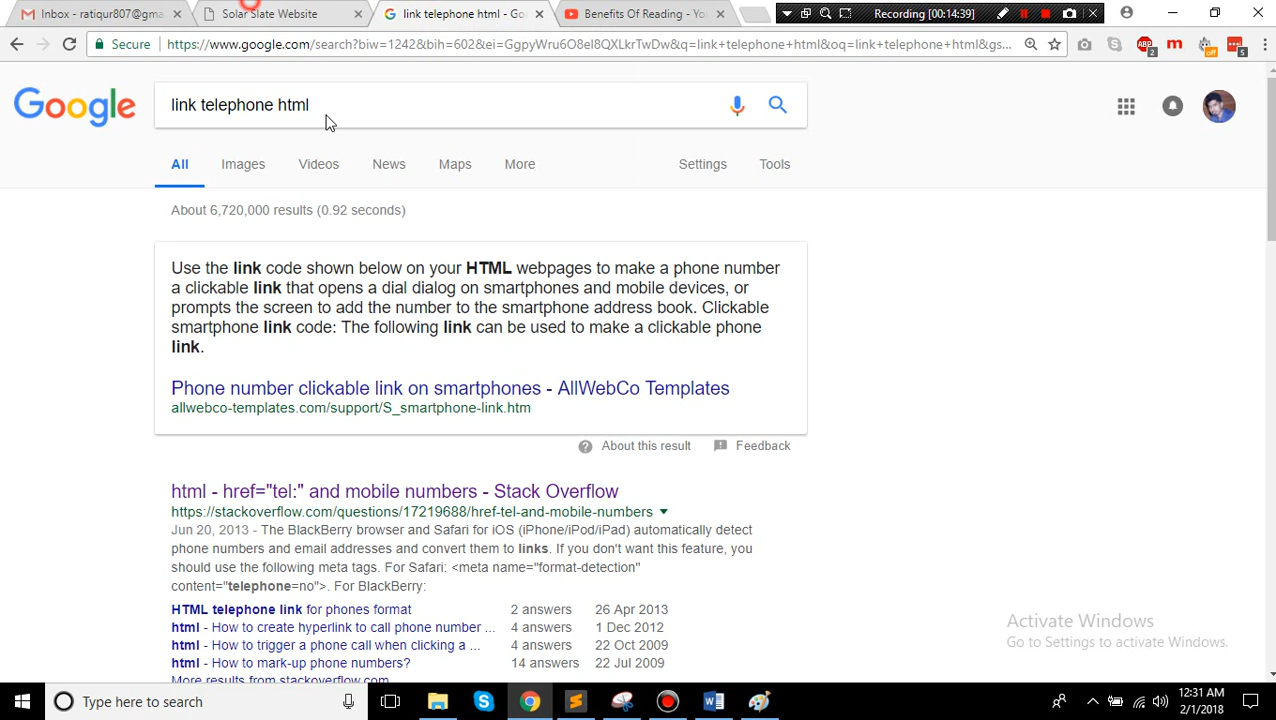 Inbox - ratiqur807@gma
Solar Slate Website
link telephone html - Go
Benefits Of Reading - Yo
Recording [00:14:39]
Secure
https://www.google.com/search?biw=1242&bih=602&ei=GgpyWru6O8eI8QXLkrTwDw&q=link+telephone+html&oq=link+telephone+html&gs...
2
off
5
Google
link telephone html
All
Images
Videos
News
Maps
More
Settings
Tools
About 6,720,000 results (0.92 seconds)
Use the link code shown below on your HTML webpages to make a phone number
a clickable link that opens a dial dialog on smartphones and mobile devices, or
prompts the screen to add the number to the smartphone address book. Clickable
smartphone link code: The following link can be used to make a clickable phone
link.
Phone number clickable link on smartphones - AllWebCo Templates
allwebco-templates.com/support/S_smartphone-link.htm
About this result
Feedback
html - href="tel:" and mobile numbers - Stack Overflow
https://stackoverflow.com/questions/17219688/href-tel-and-mobile-numbers
Jun 20, 2013 - The BlackBerry browser and Safari for iOS (iPhone/iPod/iPad) automatically detect
phone numbers and email addresses and convert them to links. If you don't want this feature, you
should use the following meta tags. For Safari: <meta name="format-detection"
content="telephone=no">. For BlackBerry:
HTML telephone link for phones format 2 answers 26 Apr 2013
html - How to create hyperlink to call phone number ... 4 answers 1 Dec 2012
html - How to trigger a phone call when clicking a ... 4 answers 22 Oct 2009
html - How to mark-up phone numbers? 14 answers 22 Jul 2009
More results from stackoverflow.com
Activate Windows
Go to Settings to activate Windows.
Type here to search
12:31 AM
2/1/2018